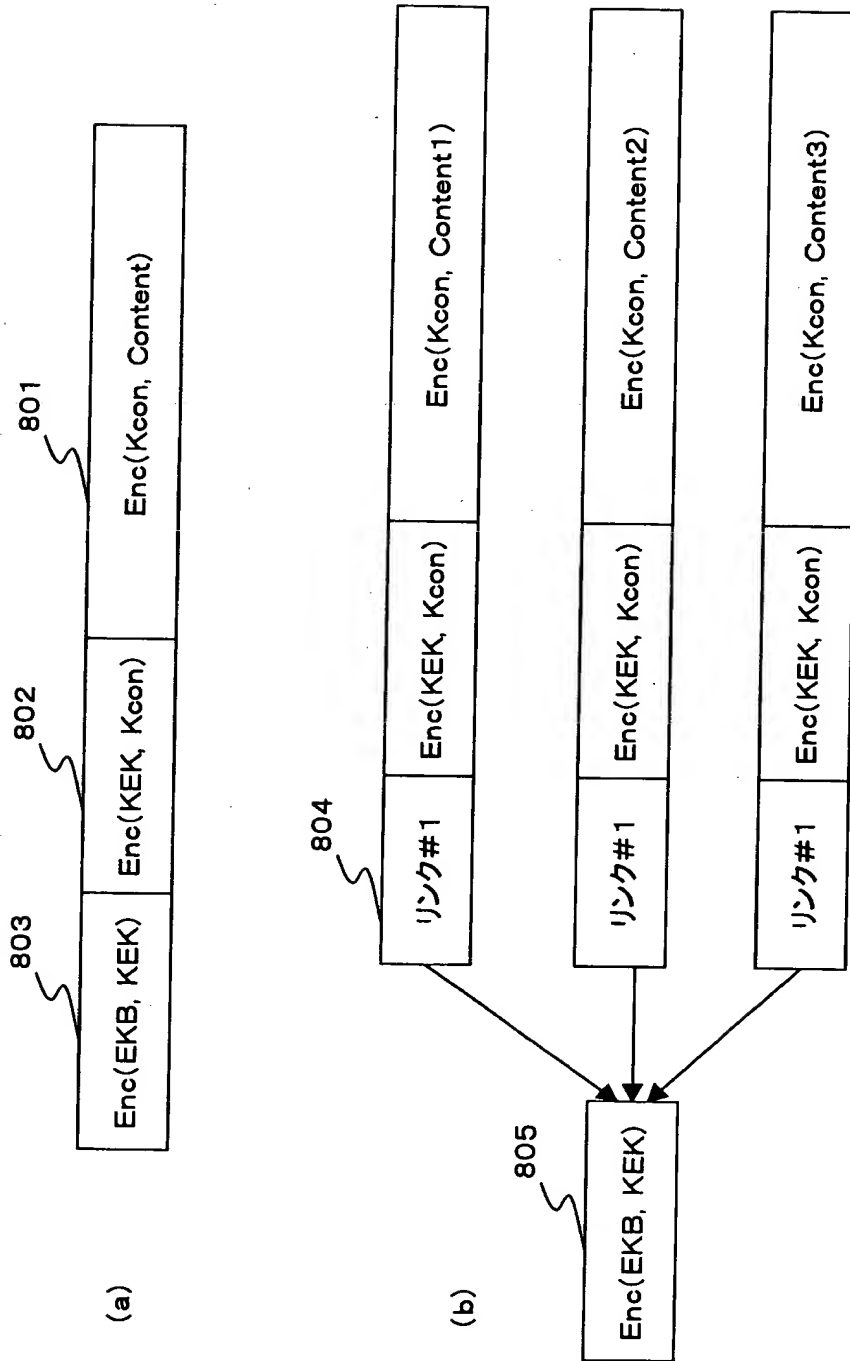 (a)
803
802
801
Enc(EKB, KEK)
Enc(KEK, Kcon)
Enc(Kcon, Content)
(b)
804
リンク#1
Enc(KEK, Kcon)
Enc(Kcon, Content1)
805
Enc(EKB, KEK)
リンク#1
Enc(KEK, Kcon)
Enc(Kcon, Content2)
リンク#1
Enc(KEK, Kcon)
Enc(Kcon, Content3)